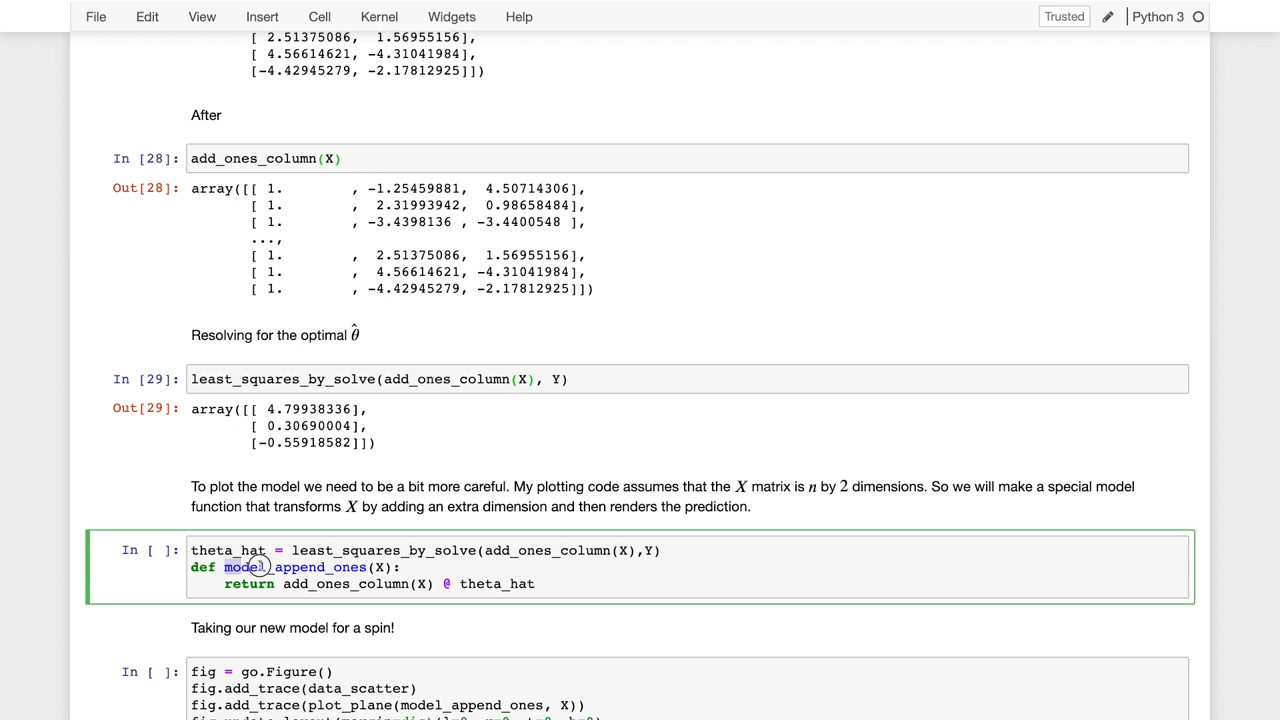 File Edit View Insert Cell Kernel Widgets Help Trusted Python 3
[ 2.51375086, 1.56955156],
[ 4.56614621, -4.31041984],
[-4.42945279, -2.17812925]])
After
In [28]: add_ones_column(X)
Out[28]: array([[ 1. , -1.25459881, 4.50714306],
[ 1. , 2.31993942, 0.98658484],
[ 1. , -3.4398136 , -3.4400548 ],
...,
[ 1. , 2.51375086, 1.56955156],
[ 1. , 4.56614621, -4.31041984],
[ 1. , -4.42945279, -2.17812925]])
Resolving for the optimal θ̂
In [29]: least_squares_by_solve(add_ones_column(X), Y)
Out[29]: array([[ 4.79938336],
[ 0.30690004],
[-0.55918582]])
To plot the model we need to be a bit more careful. My plotting code assumes that the X matrix is n by 2 dimensions. So we will make a special model
function that transforms X by adding an extra dimension and then renders the prediction.
In [ ]: theta_hat = least_squares_by_solve(add_ones_column(X),Y)
def model_append_ones(X):
return add_ones_column(X) @ theta_hat
Taking our new model for a spin!
In [ ]: fig = go.Figure()
fig.add_trace(data_scatter)
fig.add_trace(plot_plane(model_append_ones, X))